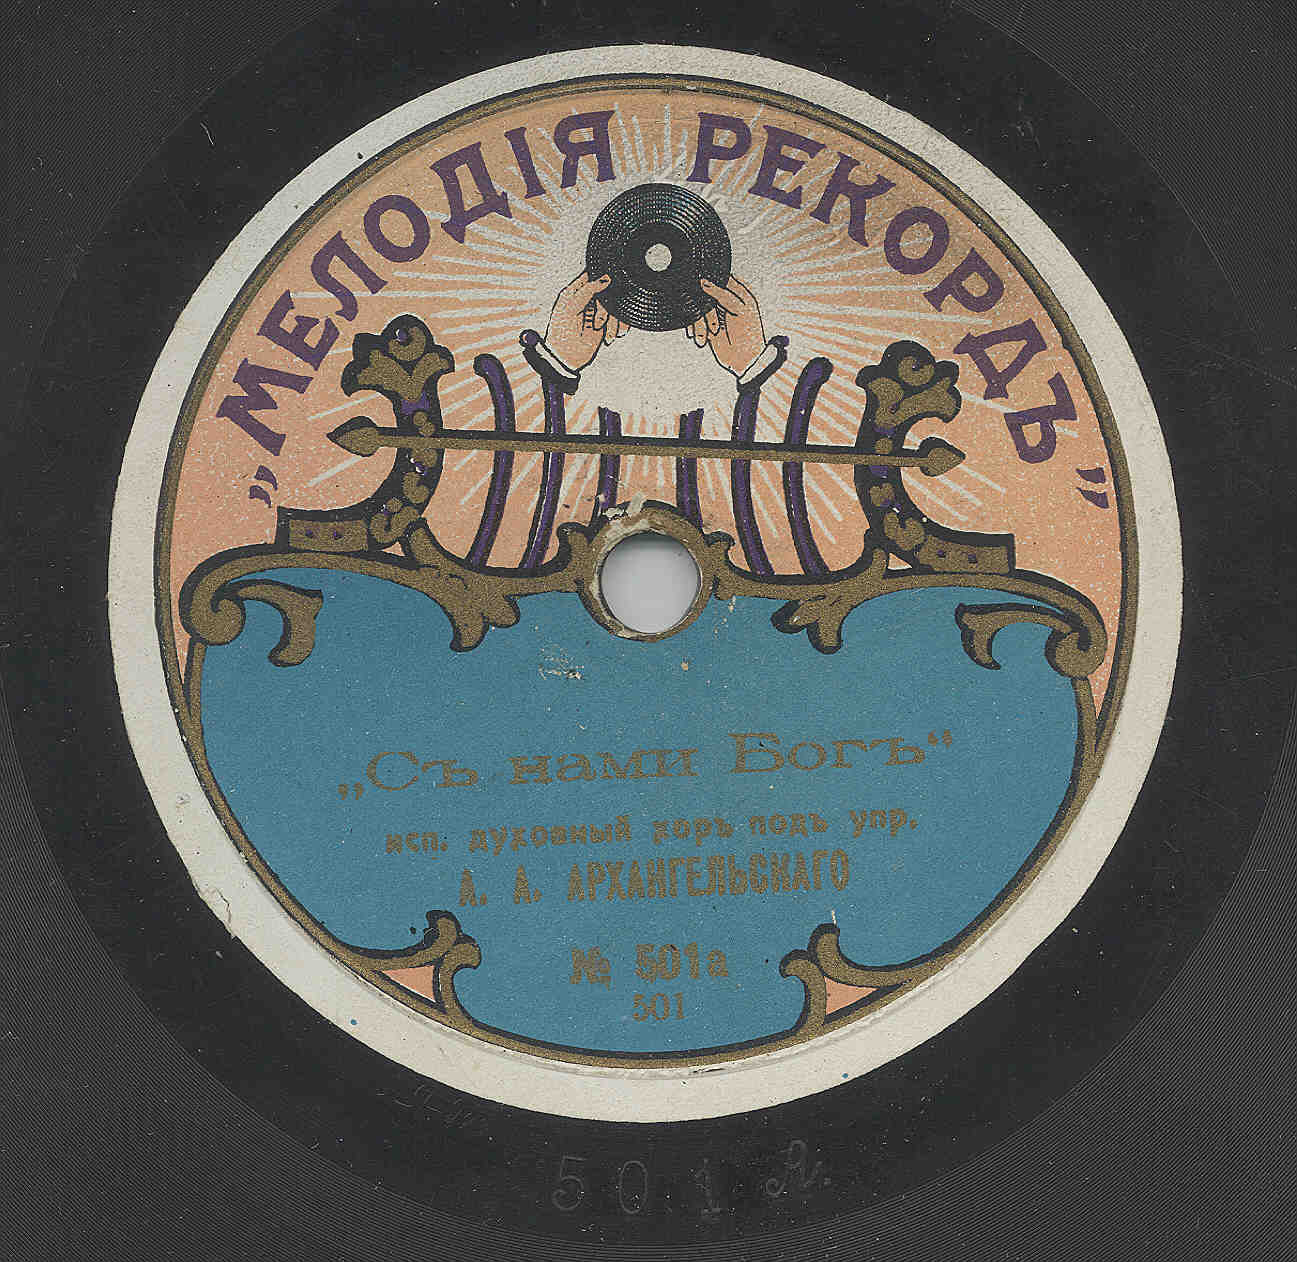 „МЕЛОДІЯ РЕКОРДЪ”
„Съ нами Богъ“
исп. духовный хоръ подъ упр.
А. А. АРХАНГЕЛЬСКАГО
№ 501а
501
501 А.